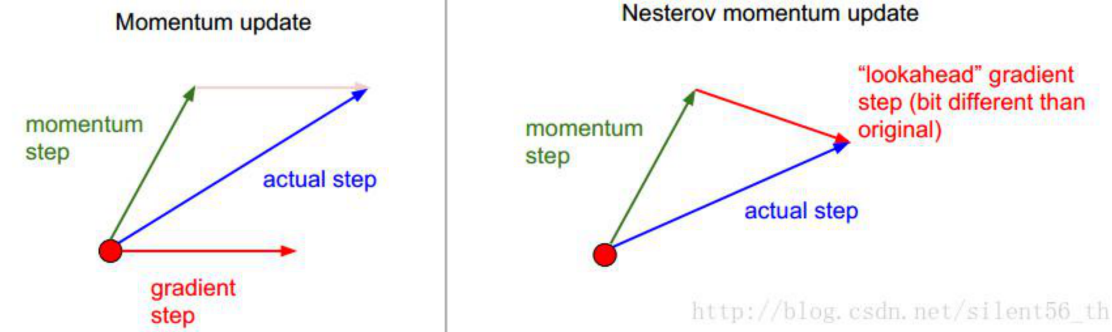 Momentum update
momentum
step
actual step
gradient
step
Nesterov momentum update
“lookahead” gradient
step (bit different than
original)
momentum
step
actual step
http://blog.csdn.net/silent56_th